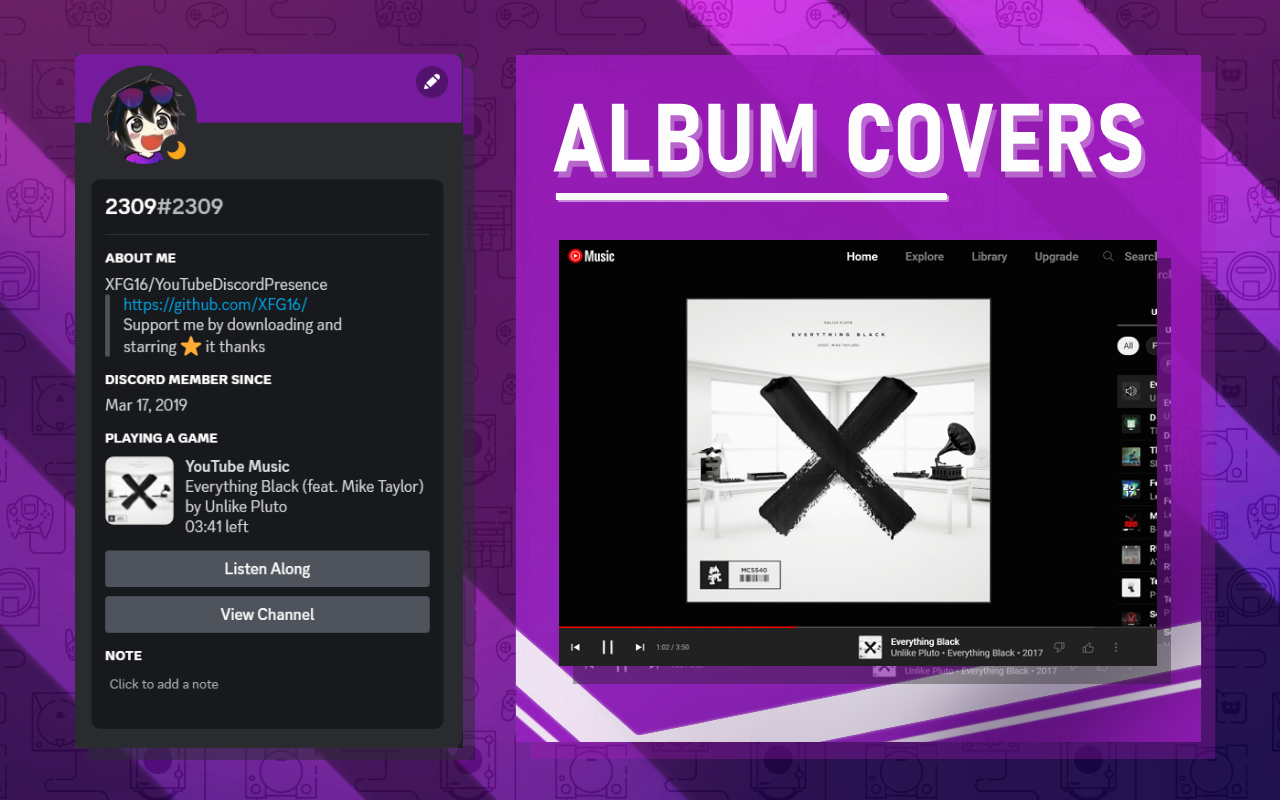 2309#2309
ABOUT ME
XFG16/YouTubeDiscordPresence
https://github.com/XFG16/
Support me by downloading and
starring ⭐ it thanks
DISCORD MEMBER SINCE
Mar 17, 2019
PLAYING A GAME
YouTube Music
Everything Black (feat. Mike Taylor)
by Unlike Pluto
03:41 left
Listen Along
View Channel
NOTE
Click to add a note
ALBUM COVERS
Music
Home Explore Library Upgrade Search
UNLIKE PLUTO
EVERYTHING BLACK
(FEAT. MIKE TAYLOR)
MCS540
All
1:02 / 3:50
Everything Black
Unlike Pluto • Everything Black • 2017